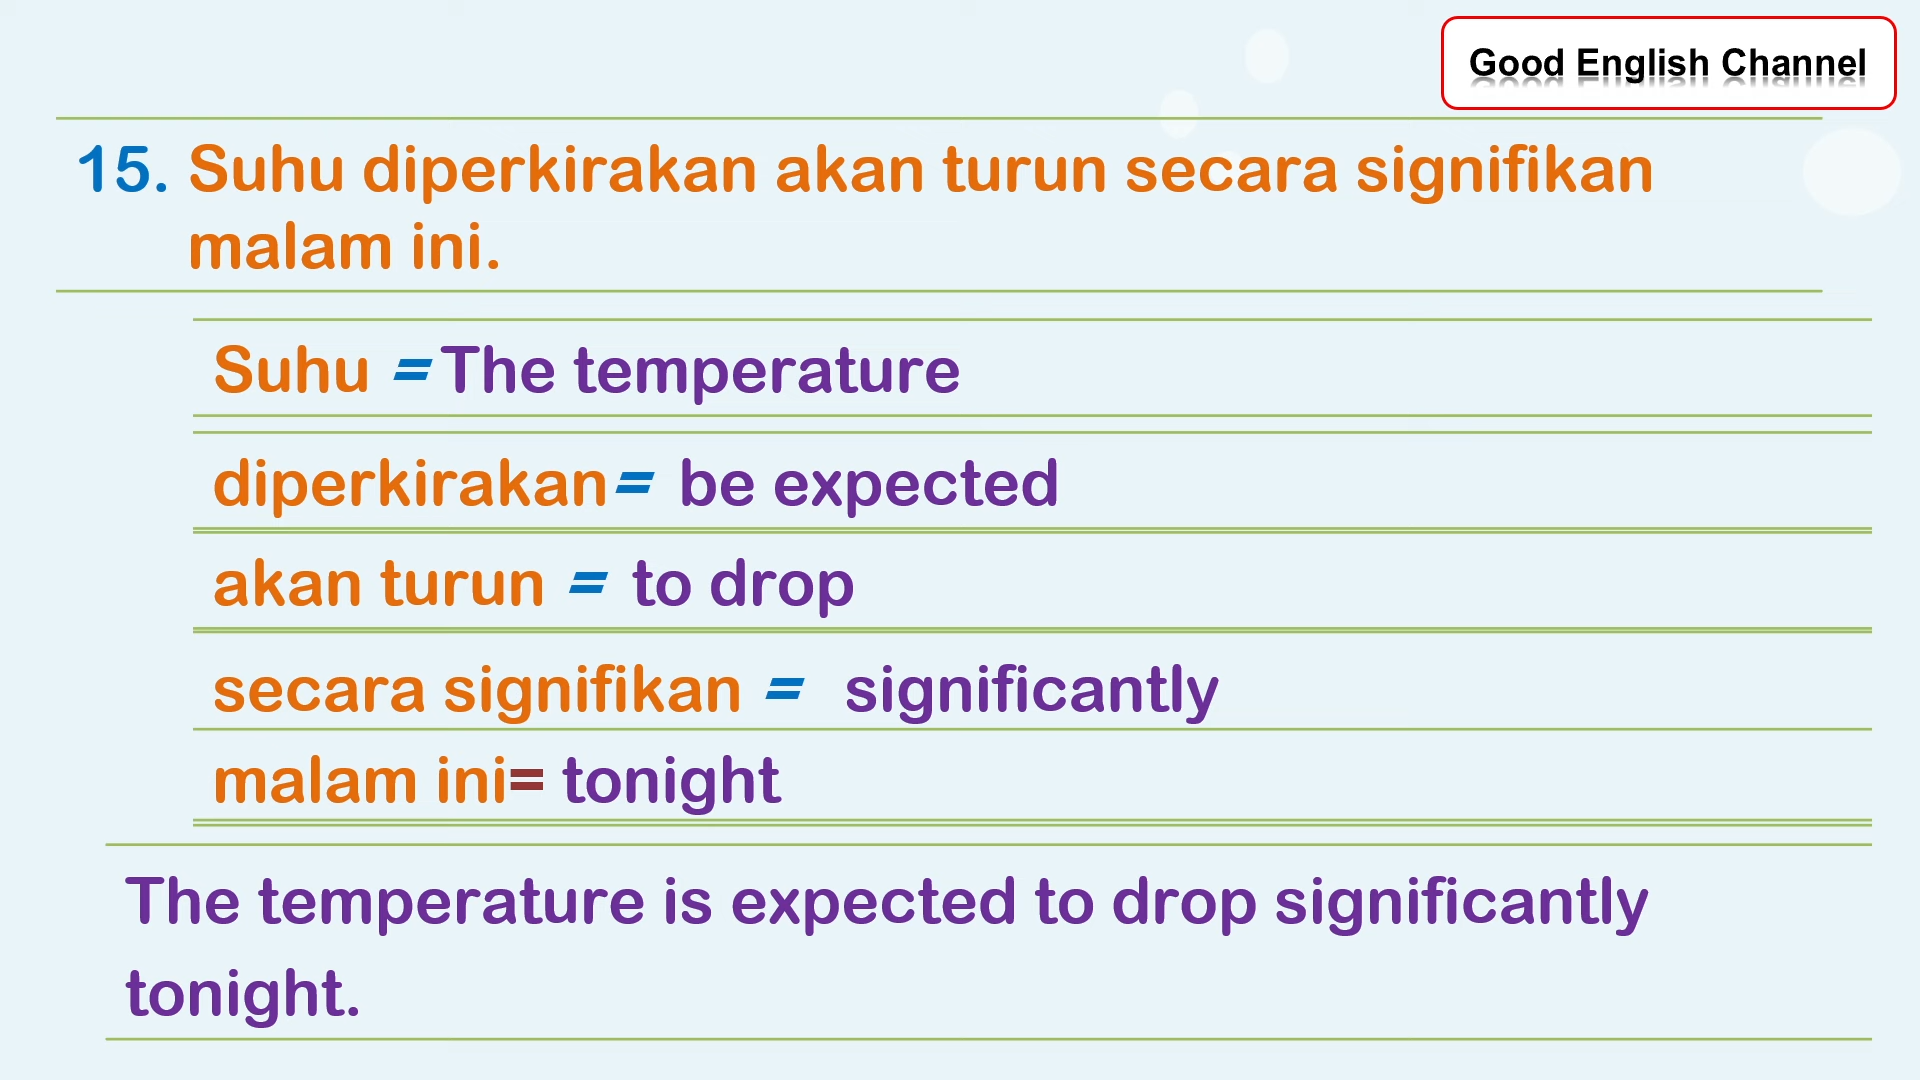 Good English Channel
15. Suhu diperkirakan akan turun secara signifikan
malam ini.
Suhu = The temperature
diperkirakan= be expected
akan turun = to drop
secara signifikan = significantly
malam ini= tonight
The temperature is expected to drop significantly
tonight.